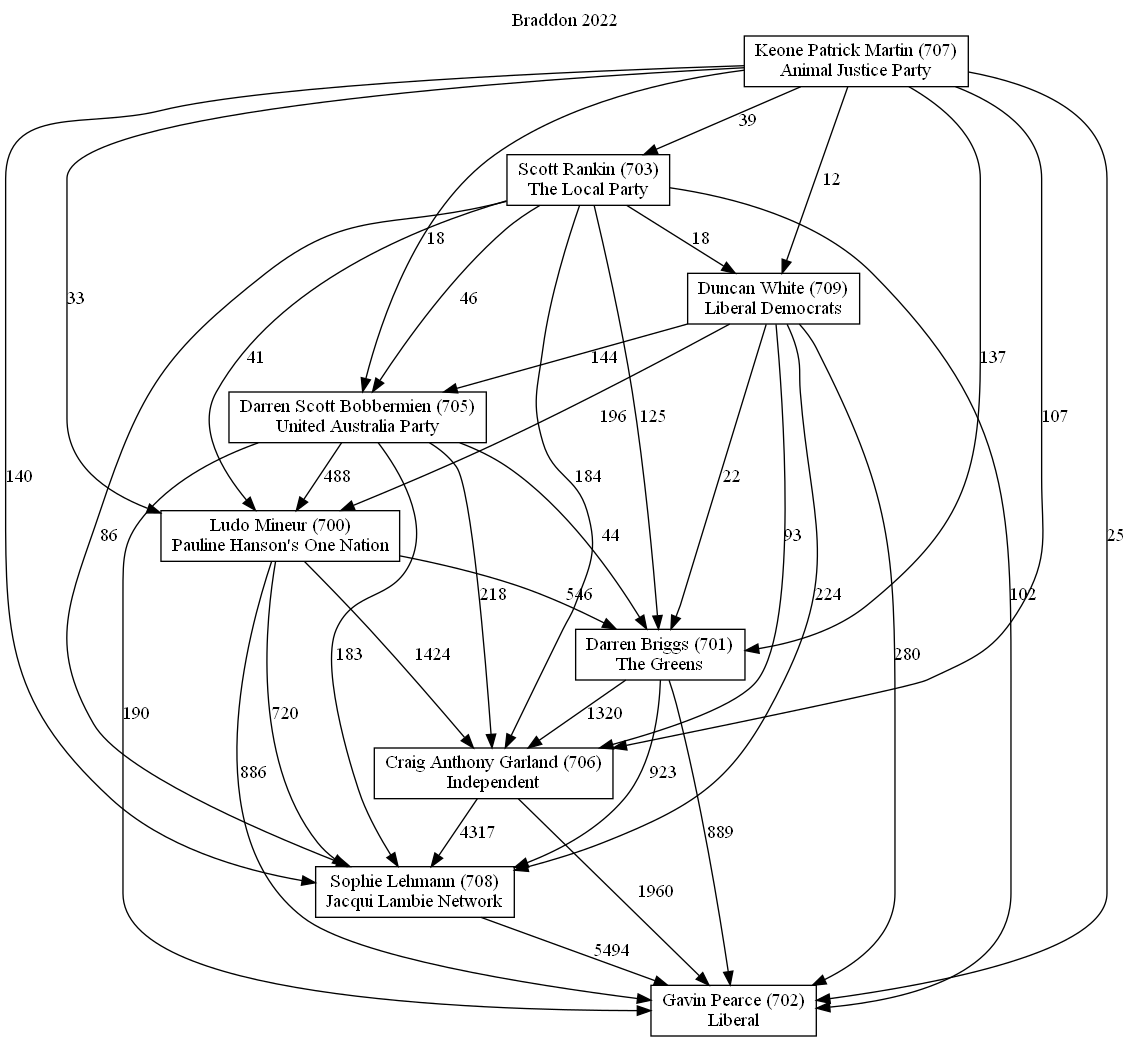 Braddon 2022
Keone Patrick Martin (707)
Animal Justice Party
39
Scott Rankin (703)
The Local Party
12
18
18
Duncan White (709)
Liberal Democrats
33
46
41
144
137
Darren Scott Bobbermien (705)
United Australia Party
196
125
107
140
488
184
22
Ludo Mineur (700)
Pauline Hanson's One Nation
86
44
93
25
218
546
224
102
Darren Briggs (701)
The Greens
183
1424
280
190
720
1320
Craig Anthony Garland (706)
Independent
886
923
4317
889
Sophie Lehmann (708)
Jacqui Lambie Network
1960
5494
Gavin Pearce (702)
Liberal